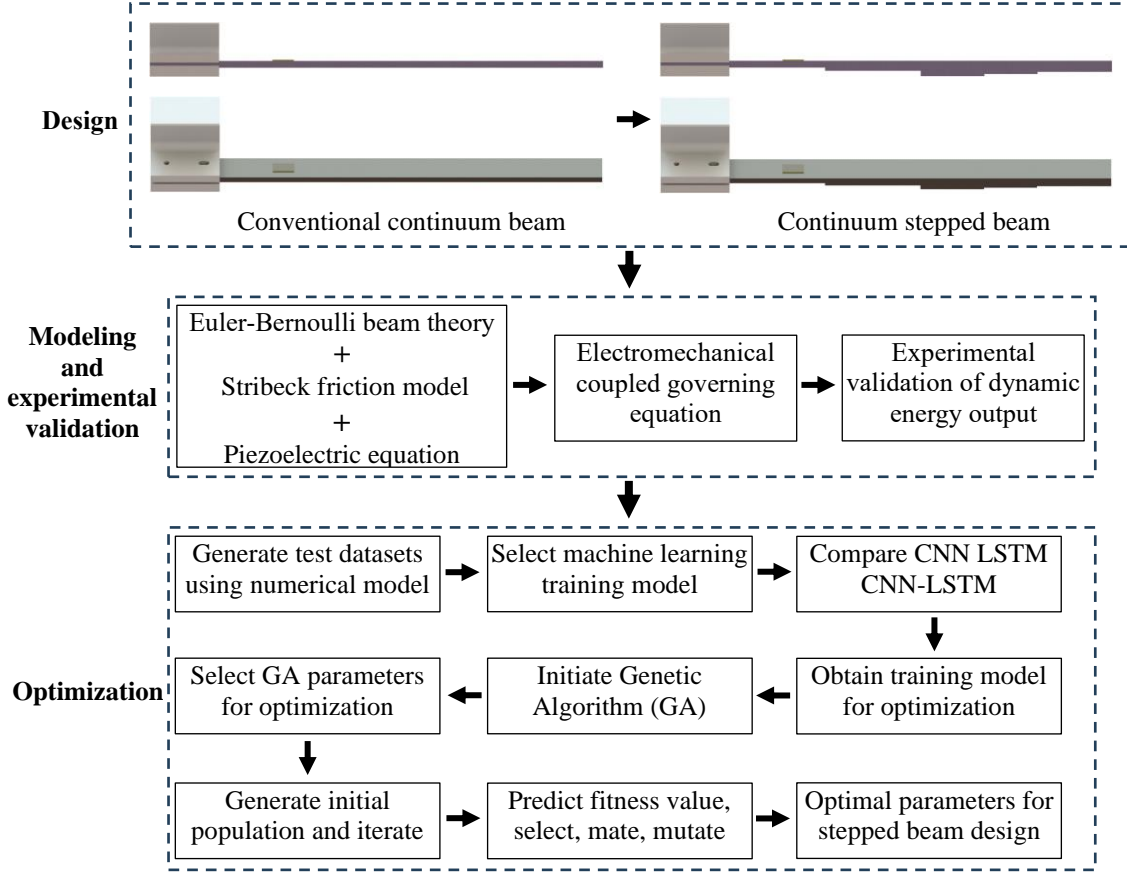 Design
Conventional continuum beam
Continuum stepped beam
Modeling
and
experimental
validation
Euler-Bernoulli beam theory
+
Stribeck friction model
+
Piezoelectric equation
Electromechanical
coupled governing
equation
Experimental
validation of dynamic
energy output
Optimization
Generate test datasets
using numerical model
Select machine learning
training model
Compare CNN LSTM
CNN-LSTM
Obtain training model
for optimization
Initiate Genetic
Algorithm (GA)
Select GA parameters
for optimization
Generate initial
population and iterate
Predict fitness value,
select, mate, mutate
Optimal parameters for
stepped beam design